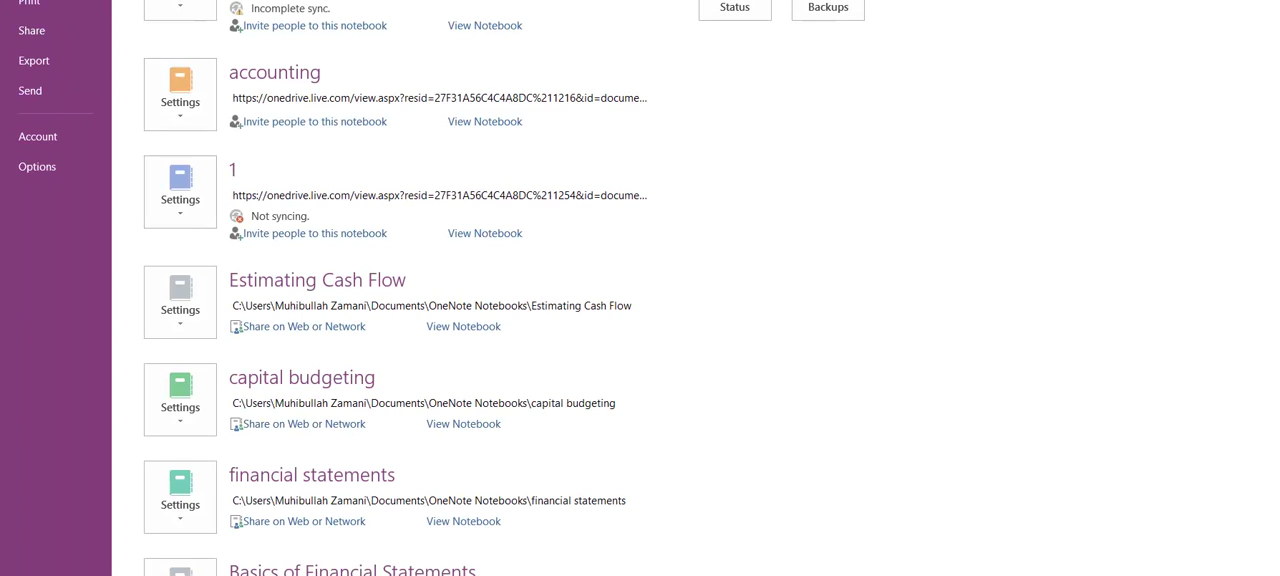 Print
Share
Export
Send
Account
Options
Incomplete sync.
Invite people to this notebook View Notebook
Status Backups
accounting
Settings
https://onedrive.live.com/view.aspx?resid=27F31A56C4C4A8DC%211216&id=docume...
Invite people to this notebook View Notebook
1
Settings
https://onedrive.live.com/view.aspx?resid=27F31A56C4C4A8DC%211254&id=docume...
Not syncing.
Invite people to this notebook View Notebook
Estimating Cash Flow
Settings
C:\Users\Muhibullah Zamani\Documents\OneNote Notebooks\Estimating Cash Flow
Share on Web or Network View Notebook
capital budgeting
Settings
C:\Users\Muhibullah Zamani\Documents\OneNote Notebooks\capital budgeting
Share on Web or Network View Notebook
financial statements
Settings
C:\Users\Muhibullah Zamani\Documents\OneNote Notebooks\financial statements
Share on Web or Network View Notebook
Basics of Financial Statements